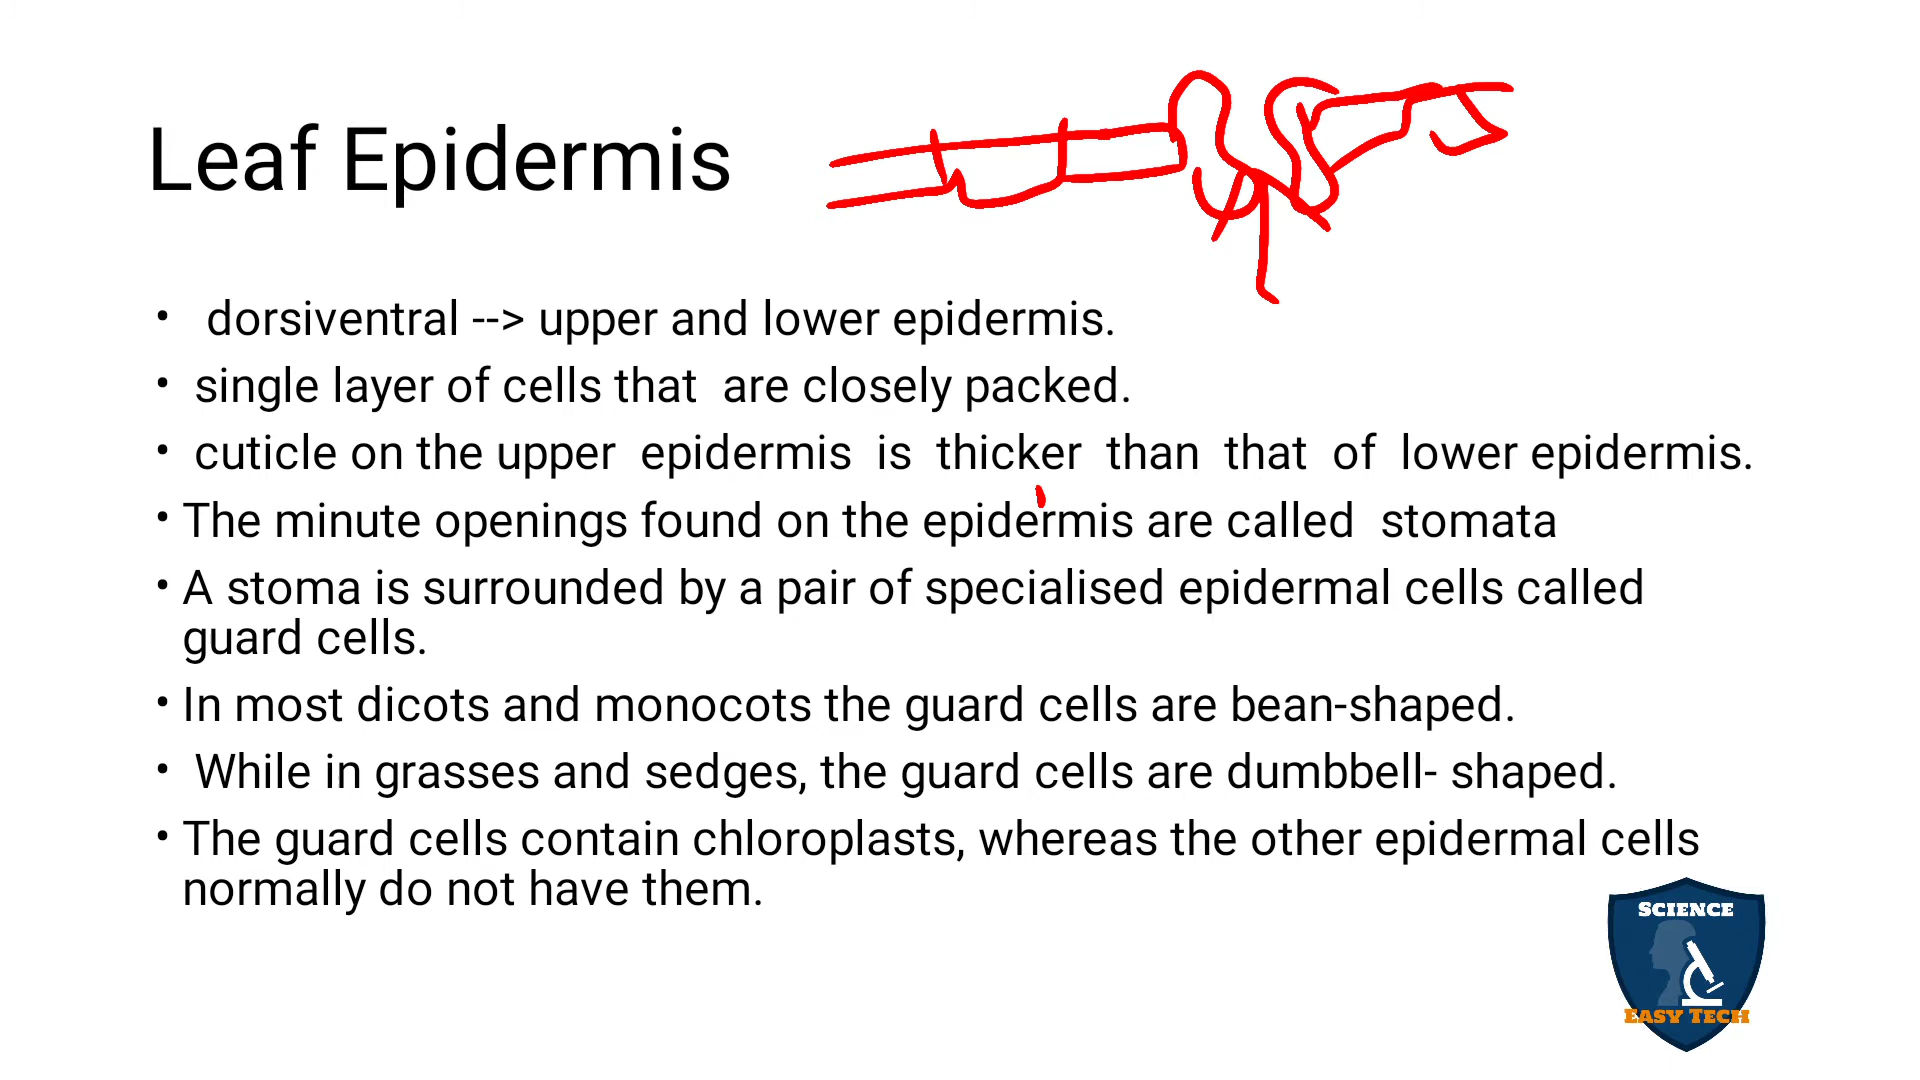 Leaf Epidermis
• dorsiventral --> upper and lower epidermis.
• single layer of cells that are closely packed.
• cuticle on the upper epidermis is thicker than that of lower epidermis.
• The minute openings found on the epidermis are called stomata
• A stoma is surrounded by a pair of specialised epidermal cells called
guard cells.
• In most dicots and monocots the guard cells are bean-shaped.
• While in grasses and sedges, the guard cells are dumbbell- shaped.
• The guard cells contain chloroplasts, whereas the other epidermal cells
normally do not have them.
SCIENCE
EASY TECH